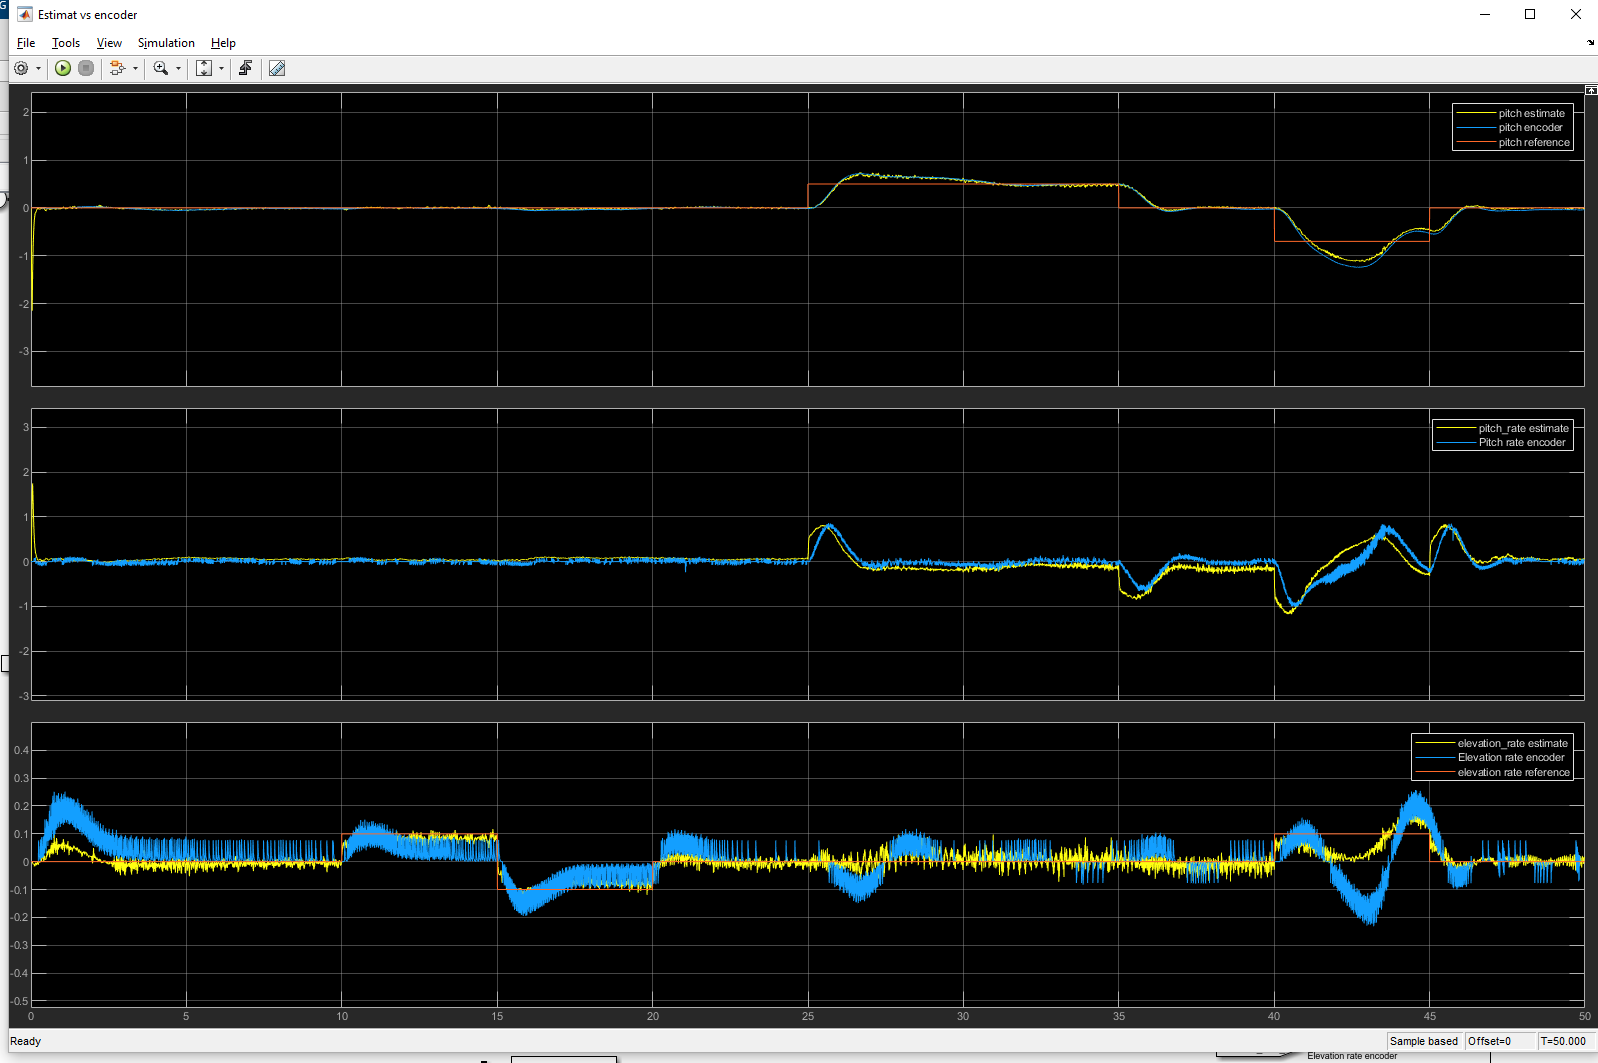 G
Estimat vs encoder
File Tools View Simulation Help
pitch estimate
pitch encoder
pitch reference
2
1
0
-1
-2
-3
pitch_rate estimate
Pitch rate encoder
3
2
1
0
-1
-2
-3
elevation_rate estimate
Elevation rate encoder
elevation rate reference
0.4
0.3
0.2
0.1
0
-0.1
-0.2
-0.3
-0.4
-0.5
0 5 10 15 20 25 30 35 40 45 50
Ready Sample based Offset=0 T=50.000
Elevation rate encoder